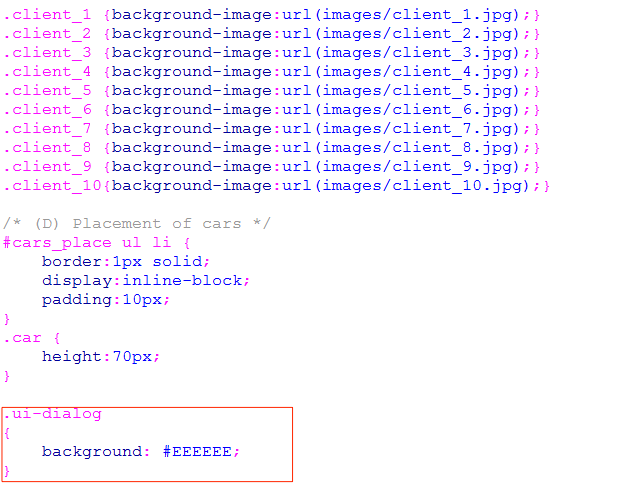 .client_1 {background-image:url(images/client_1.jpg);}
.client_2 {background-image:url(images/client_2.jpg);}
.client_3 {background-image:url(images/client_3.jpg);}
.client_4 {background-image:url(images/client_4.jpg);}
.client_5 {background-image:url(images/client_5.jpg);}
.client_6 {background-image:url(images/client_6.jpg);}
.client_7 {background-image:url(images/client_7.jpg);}
.client_8 {background-image:url(images/client_8.jpg);}
.client_9 {background-image:url(images/client_9.jpg);}
.client_10{background-image:url(images/client_10.jpg);}

/* (D) Placement of cars */
#cars_place ul li {
    border:1px solid;
    display:inline-block;
    padding:10px;
}
.car {
    height:70px;
}

.ui-dialog
{
    background: #EEEEEE;
}